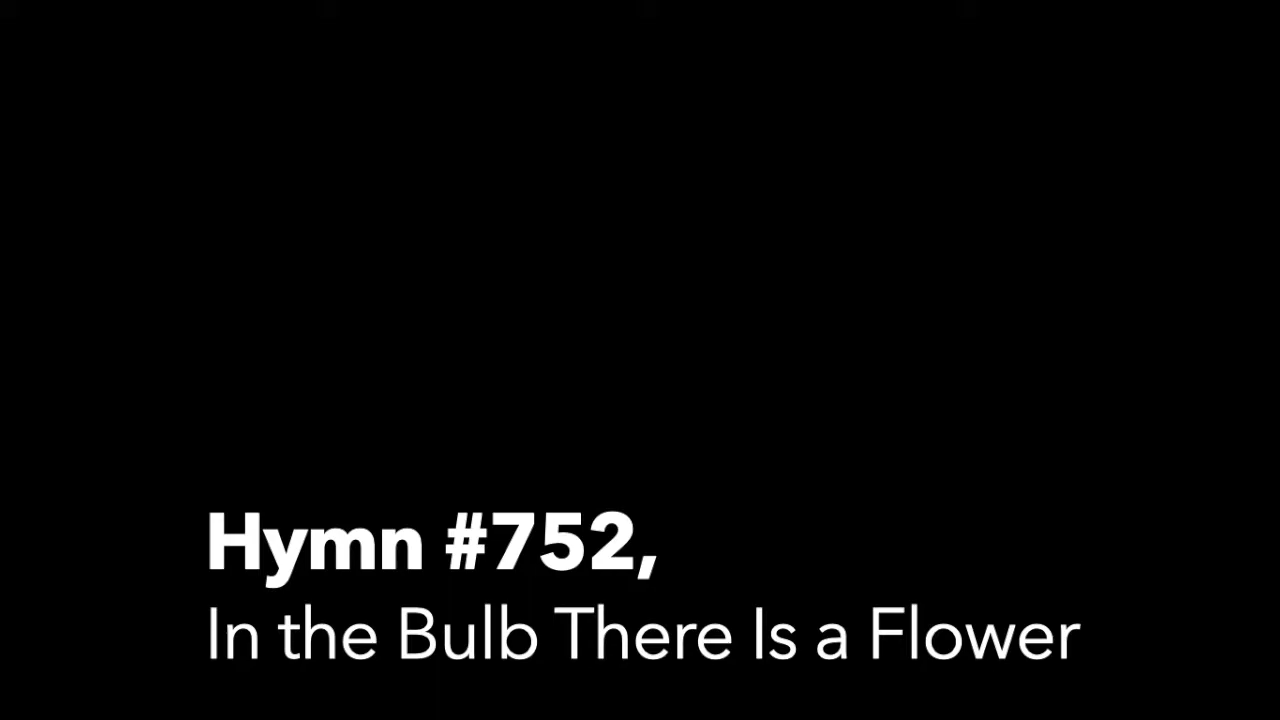 Hymn #752,
In the Bulb There Is a Flower